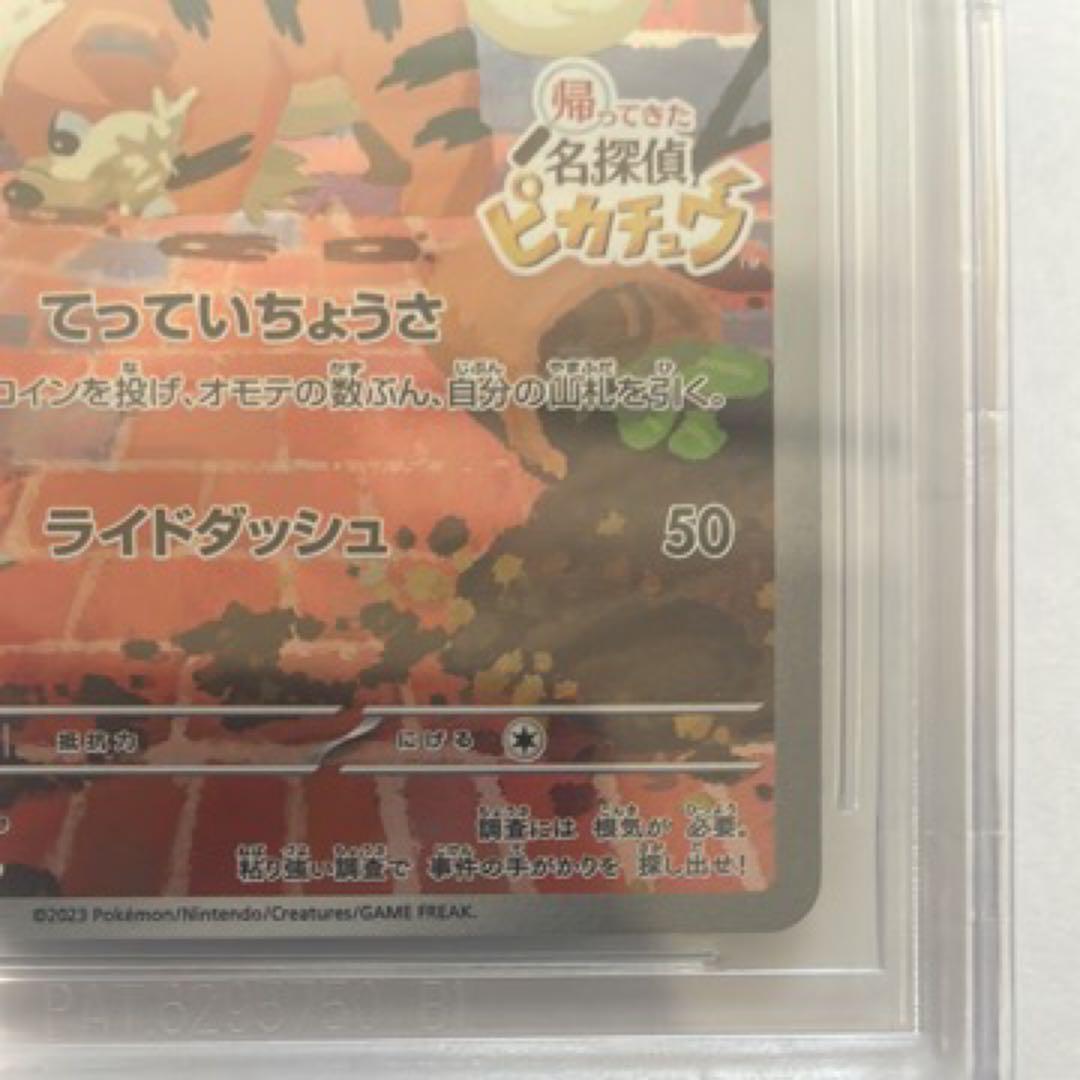 帰ってきた
名探偵
ピカチュウ
てっていちょうさ
コインを投げ、オモテの数ぶん、自分の山札を引く。
ライドダッシュ 50
抵抗力 にげる
調査には 根気が 必要。
粘り強い調査で 事件の手がかりを 探し出せ!
©2023 Pokémon/Nintendo/Creatures/GAME FREAK.